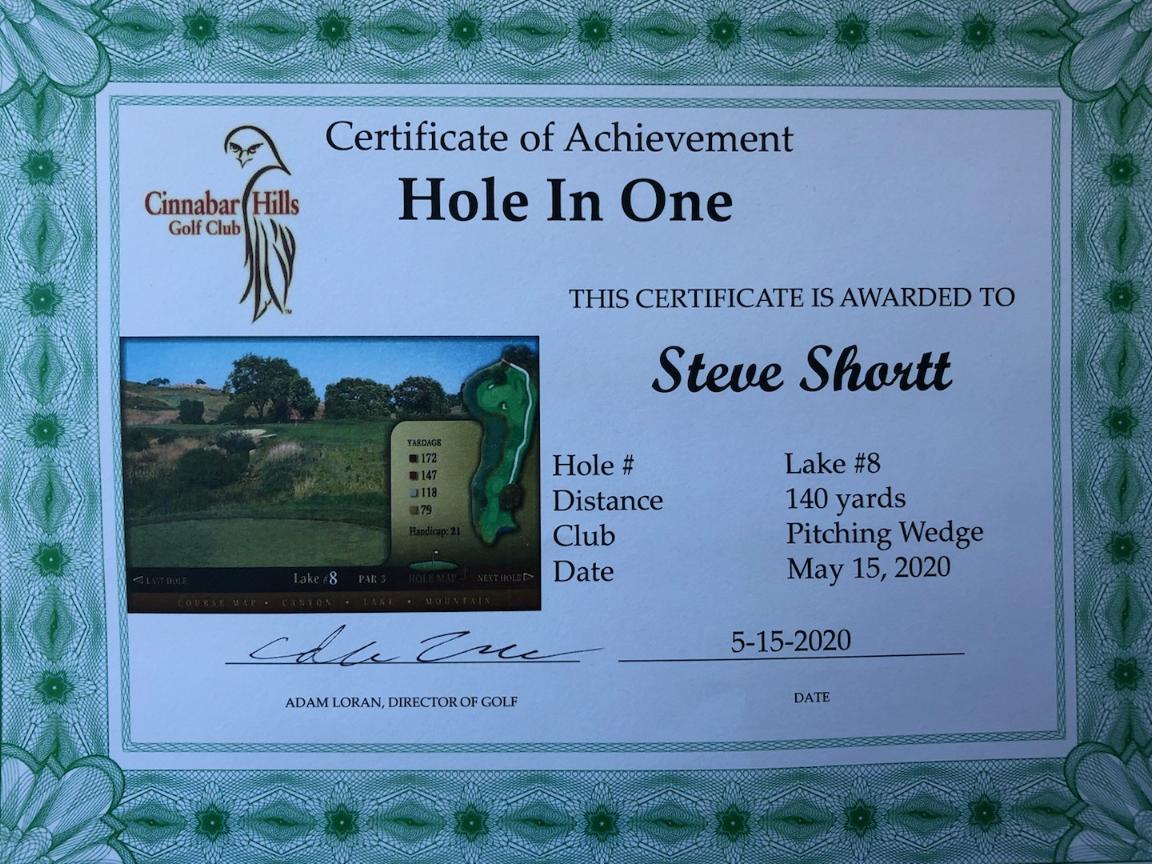 Certificate of Achievement
Hole In One
Cinnabar Hills
Golf Club
TM
THIS CERTIFICATE IS AWARDED TO
Steve Shortt
YARDAGE
172
147
118
79
Handicap: 21
LAST HOLE
Lake #8
PAR 3
HOLE MAP
NEXT HOLE
COURSE MAP • CANYON • LAKE • MOUNTAIN
Hole # Lake #8
Distance 140 yards
Club Pitching Wedge
Date May 15, 2020
5-15-2020
ADAM LORAN, DIRECTOR OF GOLF
DATE